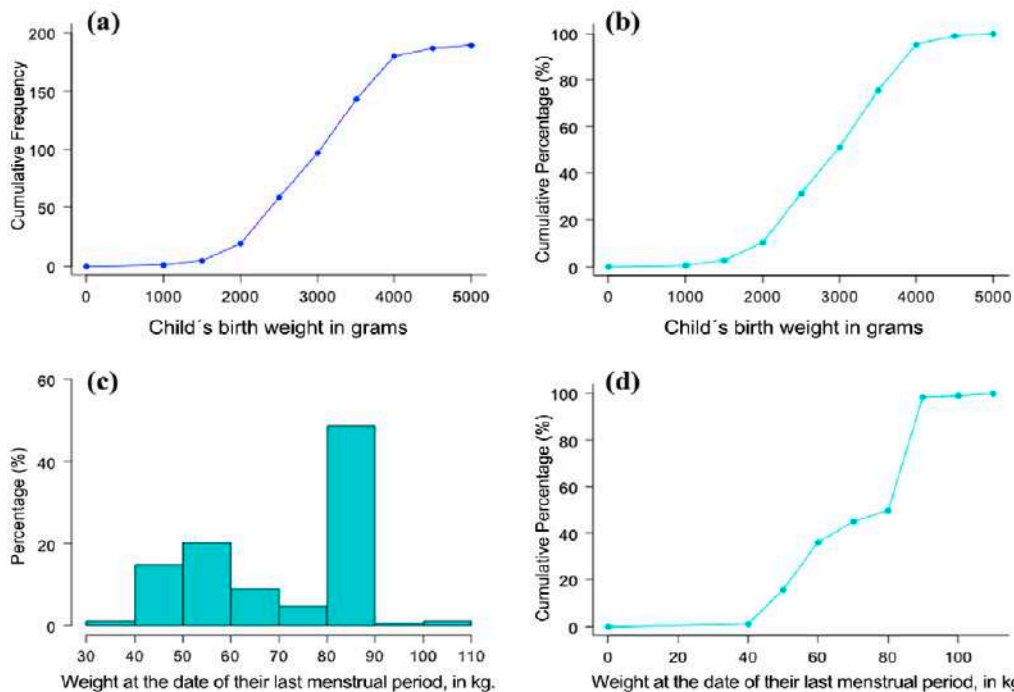 (a)
Cumulative Frequency
200
150
100
50
0
0 1000 2000 3000 4000 5000
Child´s birth weight in grams
(b)
Cumulative Percentage (%)
100
80
60
40
20
0
0 1000 2000 3000 4000 5000
Child´s birth weight in grams
(c)
Percentage (%)
60
40
20
0
30 40 50 60 70 80 90 100 110
Weight at the date of their last menstrual period, in kg.
(d)
Cumulative Percentage (%)
100
80
60
40
20
0
0 20 40 60 80 100
Weight at the date of their last menstrual period, in kg